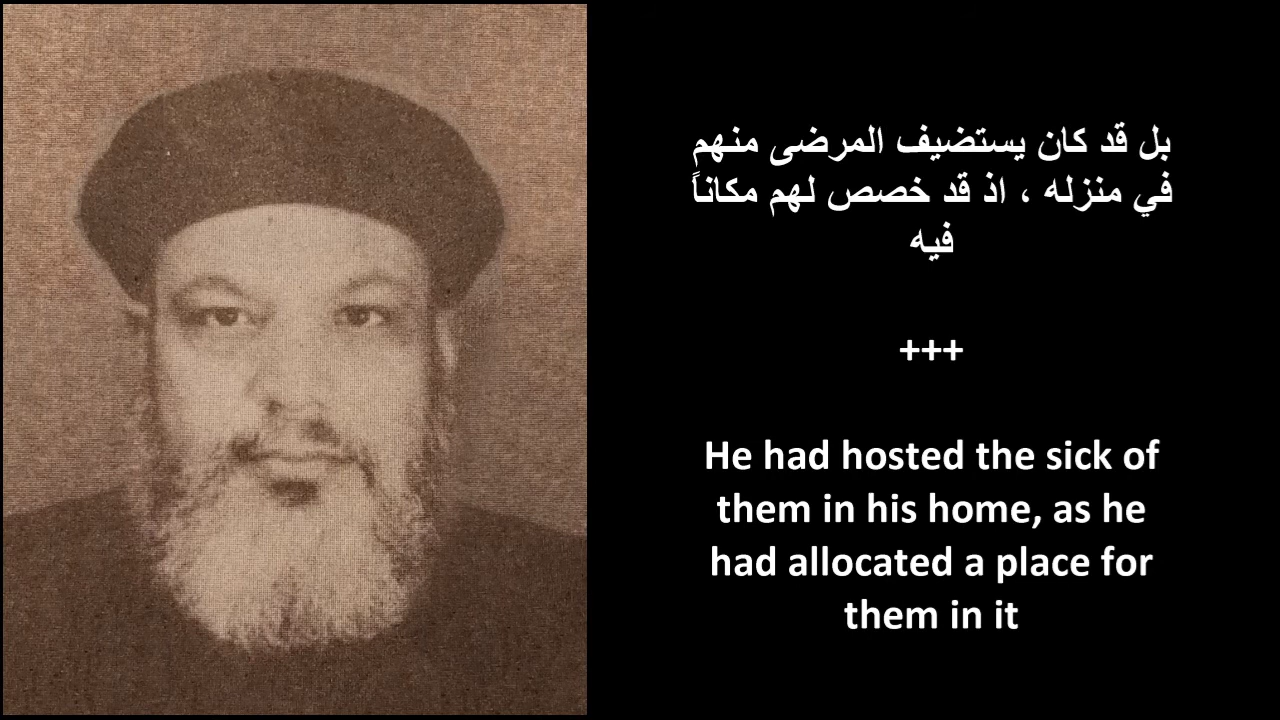 بل قد كان يستضيف المرضى منهم
في منزله ، اذ قد خصص لهم مكاناً
فيه
+++
He had hosted the sick of
them in his home, as he
had allocated a place for
them in it